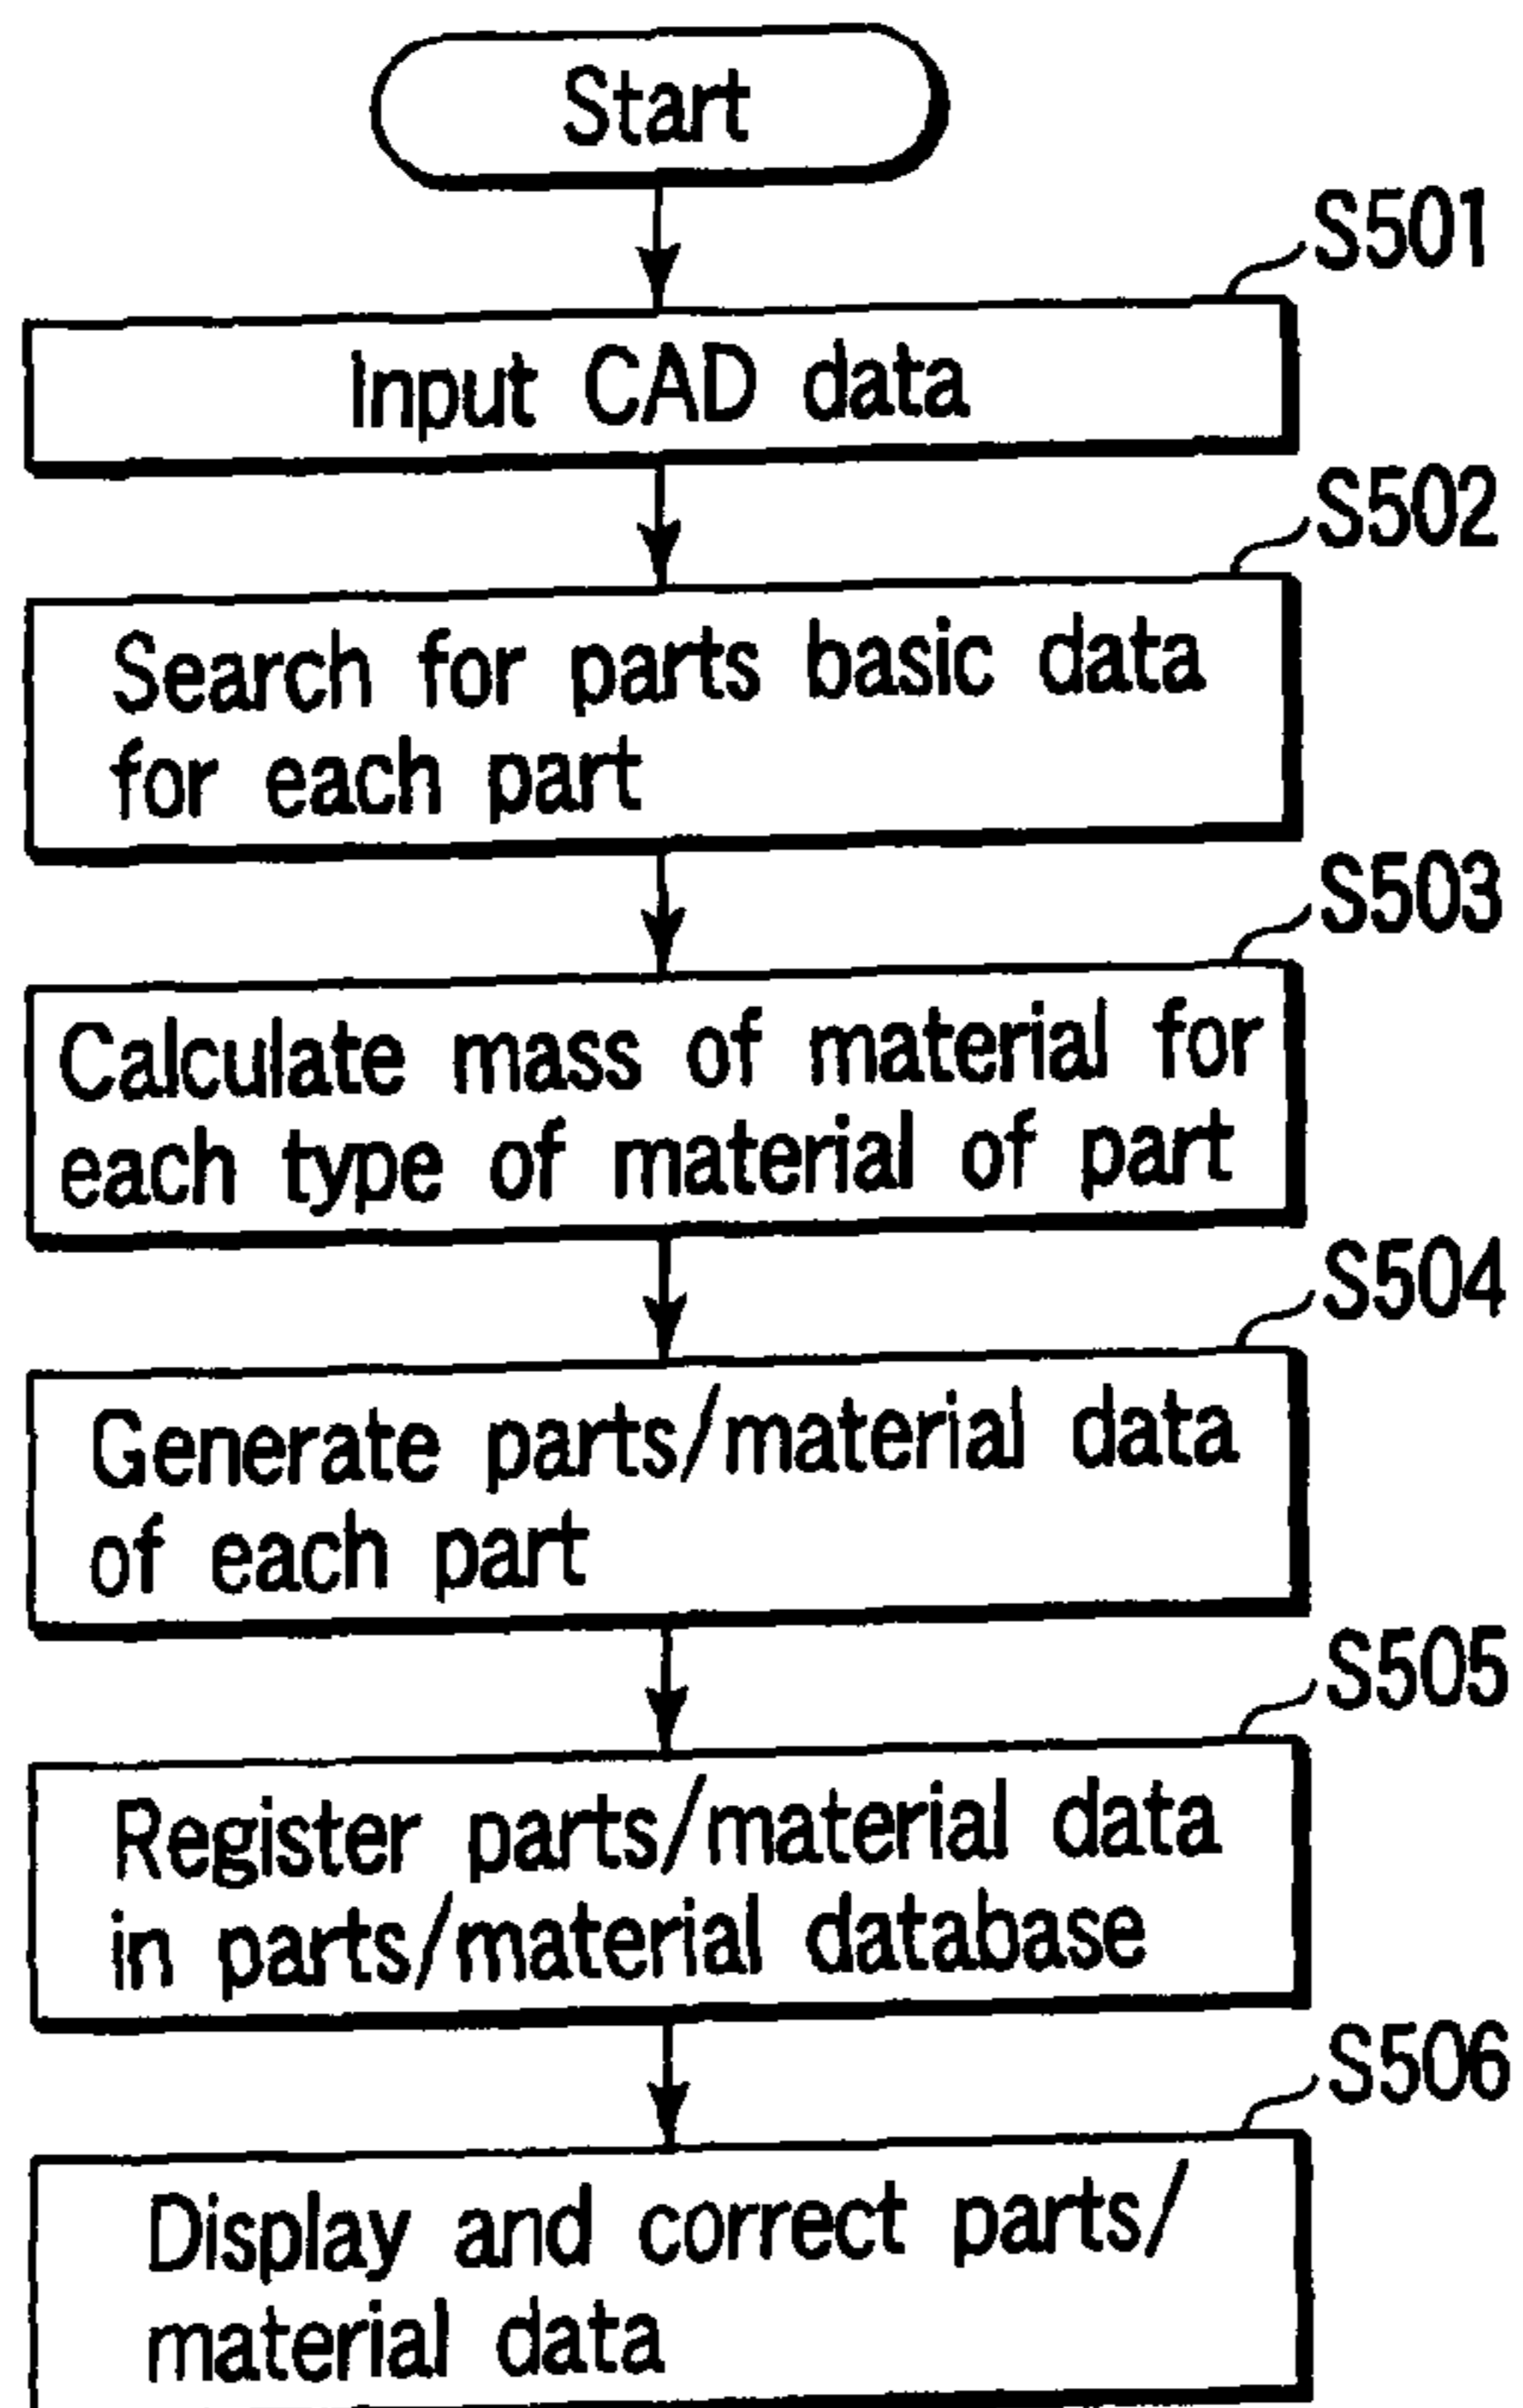 Start
S501
Input CAD data
S502
Search for parts basic data
for each part
S503
Calculate mass of material for
each type of material of part
S504
Generate parts/material data
of each part
S505
Register parts/material data
in parts/material database
S506
Display and correct parts/
material data